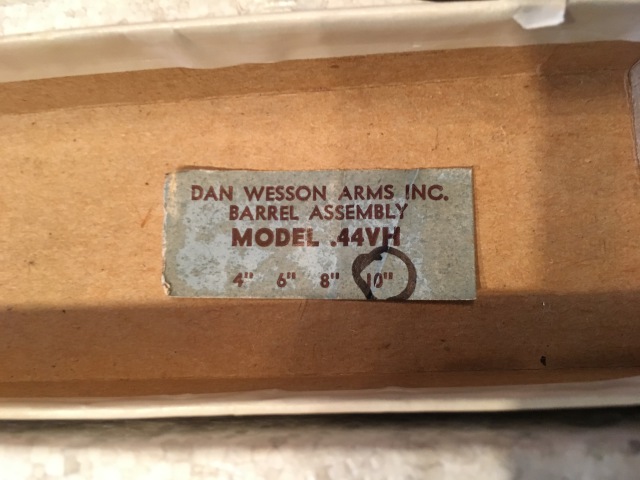 DAN WESSON ARMS INC.
BARREL ASSEMBLY
MODEL .44VH
4" 6" 8" 10"